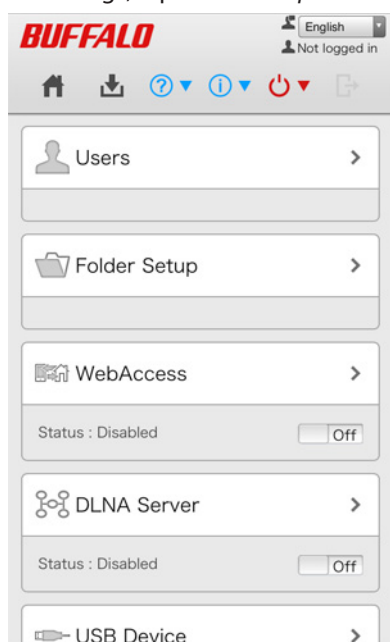 BUFFALO
English
Not logged in
Users
Folder Setup
WebAccess
Status : Disabled
Off
DLNA Server
Status : Disabled
Off
USB Device